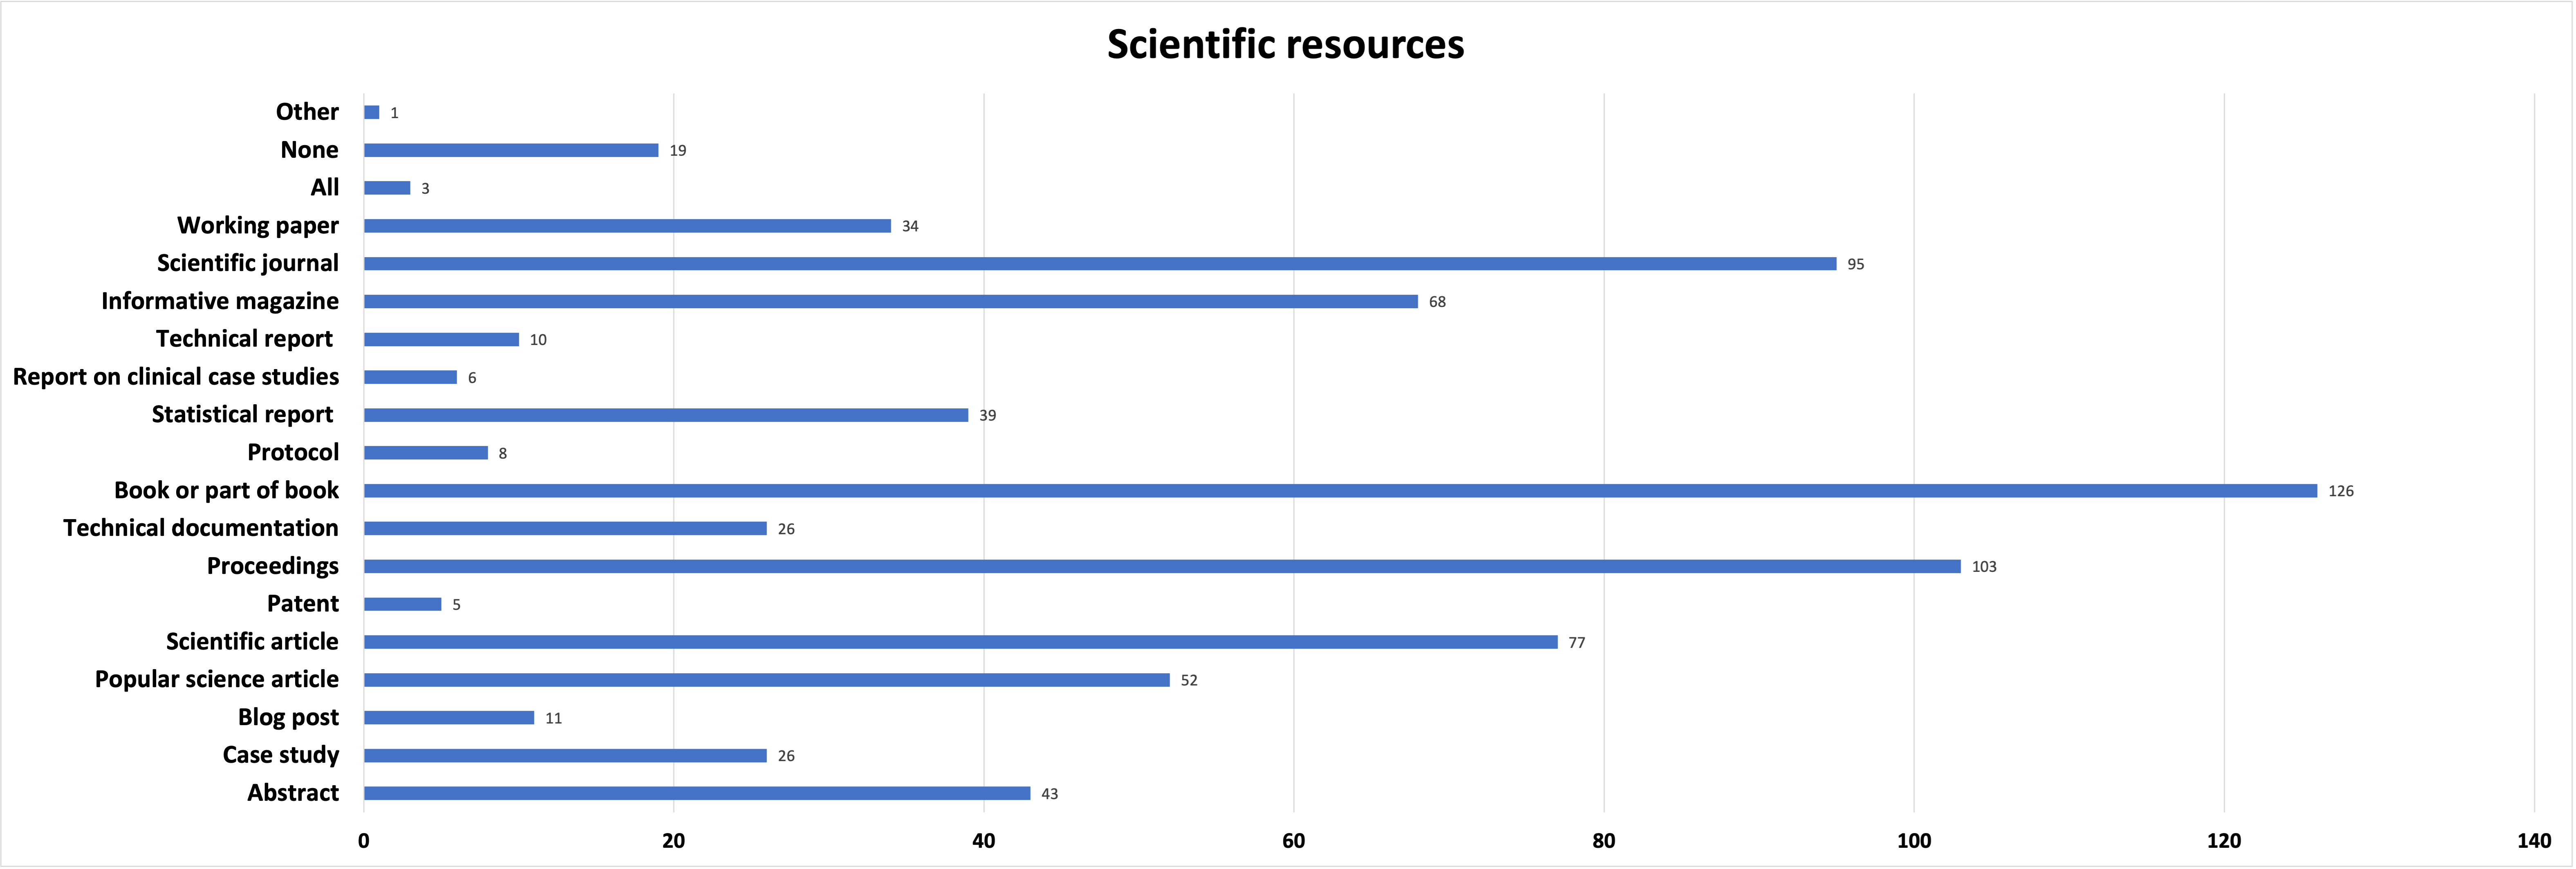 Scientific resources
Other 1
None 19
All 3
Working paper 34
Scientific journal 95
Informative magazine 68
Technical report 10
Report on clinical case studies 6
Statistical report 39
Protocol 8
Book or part of book 126
Technical documentation 26
Proceedings 103
Patent 5
Scientific article 77
Popular science article 52
Blog post 11
Case study 26
Abstract 43
0 20 40 60 80 100 120 140